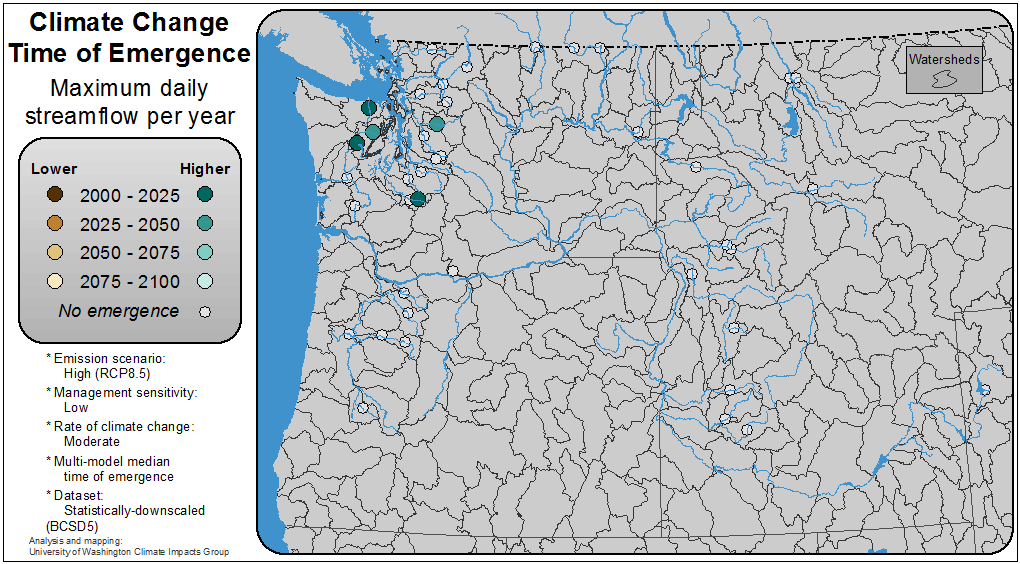 Climate Change
Time of Emergence
Maximum daily
streamflow per year
Lower Higher
2000 - 2025
2025 - 2050
2050 - 2075
2075 - 2100
No emergence
* Emission scenario:
High (RCP8.5)
* Management sensitivity:
Low
* Rate of climate change:
Moderate
* Multi-model median
time of emergence
* Dataset:
Statistically-downscaled
(BCSD5)
Analysis and mapping:
University of Washington Climate Impacts Group
Watersheds